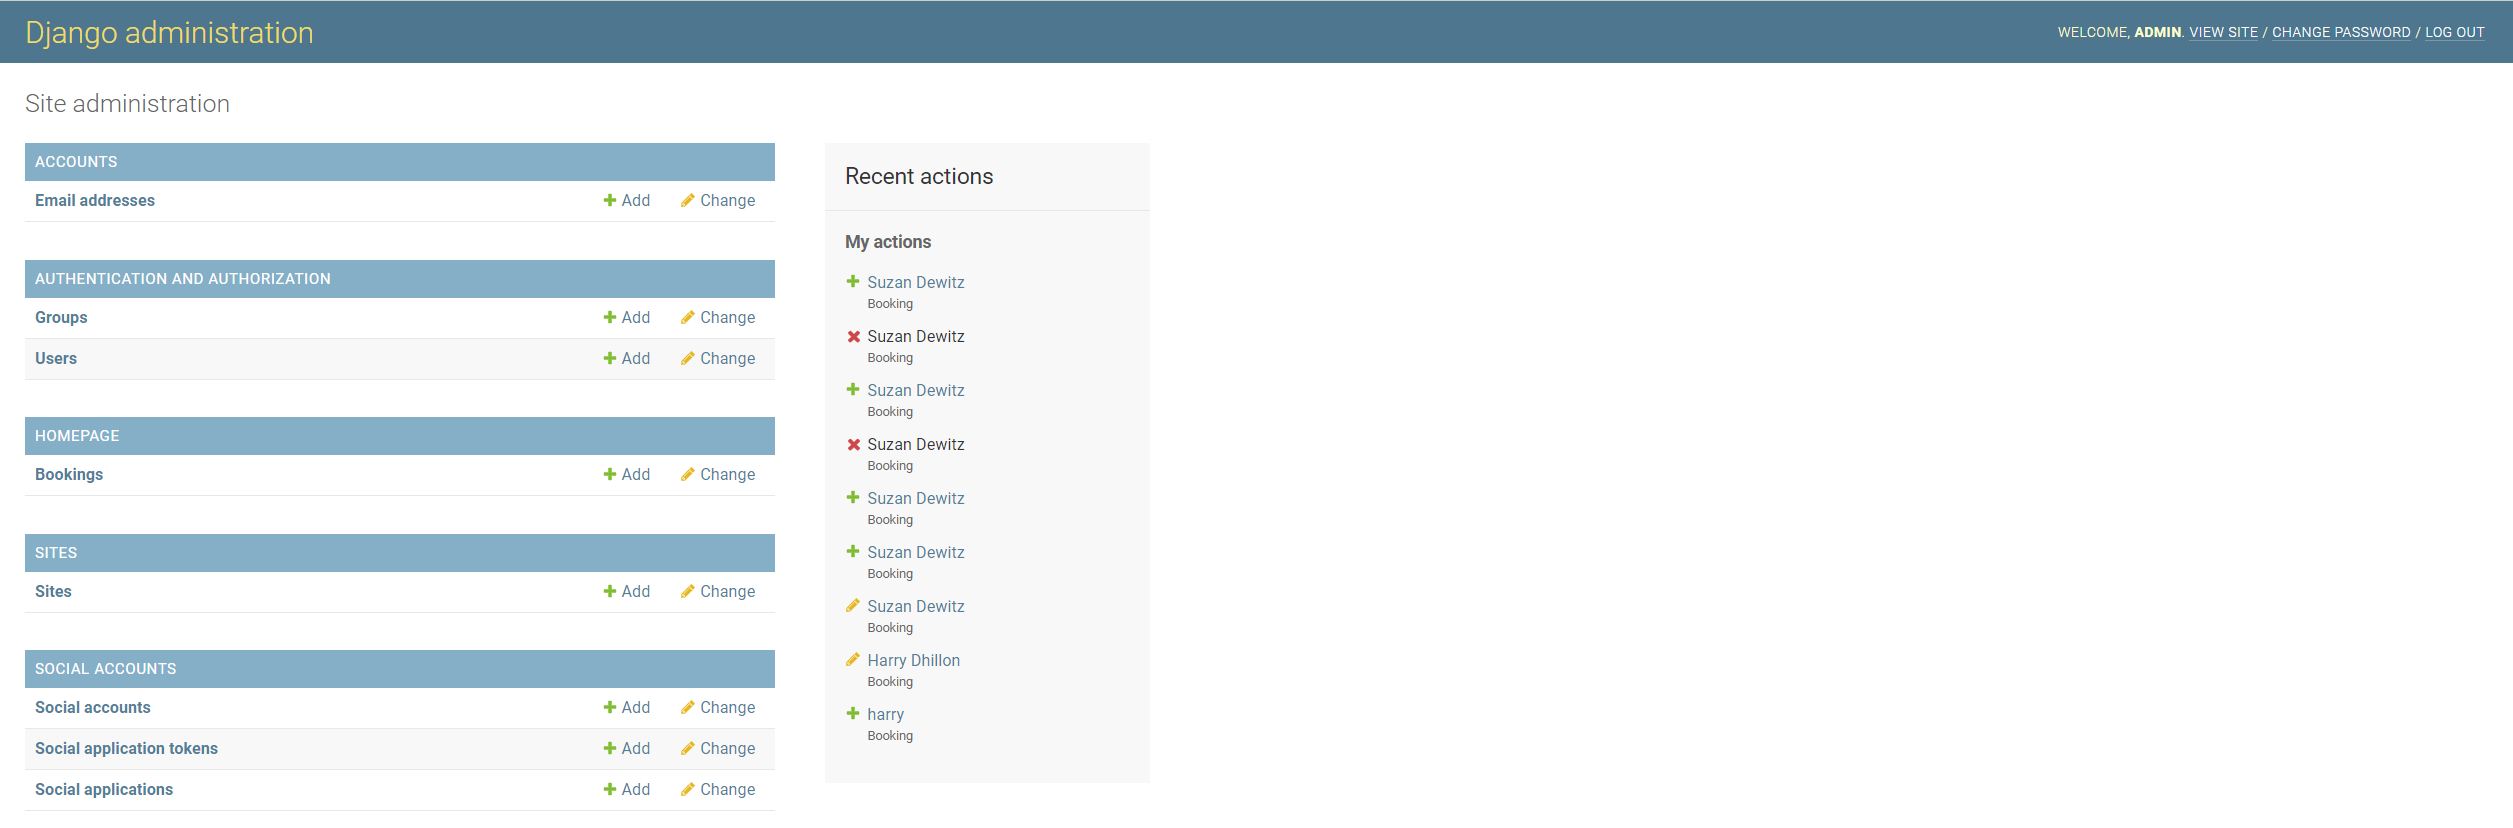 Django administration
WELCOME, ADMIN. VIEW SITE / CHANGE PASSWORD / LOG OUT
Site administration
ACCOUNTS
Email addresses Add Change
AUTHENTICATION AND AUTHORIZATION
Groups Add Change
Users Add Change
HOMEPAGE
Bookings Add Change
SITES
Sites Add Change
SOCIAL ACCOUNTS
Social accounts Add Change
Social application tokens Add Change
Social applications Add Change
Recent actions
My actions
Suzan Dewitz
Booking
Suzan Dewitz
Booking
Suzan Dewitz
Booking
Suzan Dewitz
Booking
Suzan Dewitz
Booking
Suzan Dewitz
Booking
Suzan Dewitz
Booking
Harry Dhillon
Booking
harry
Booking